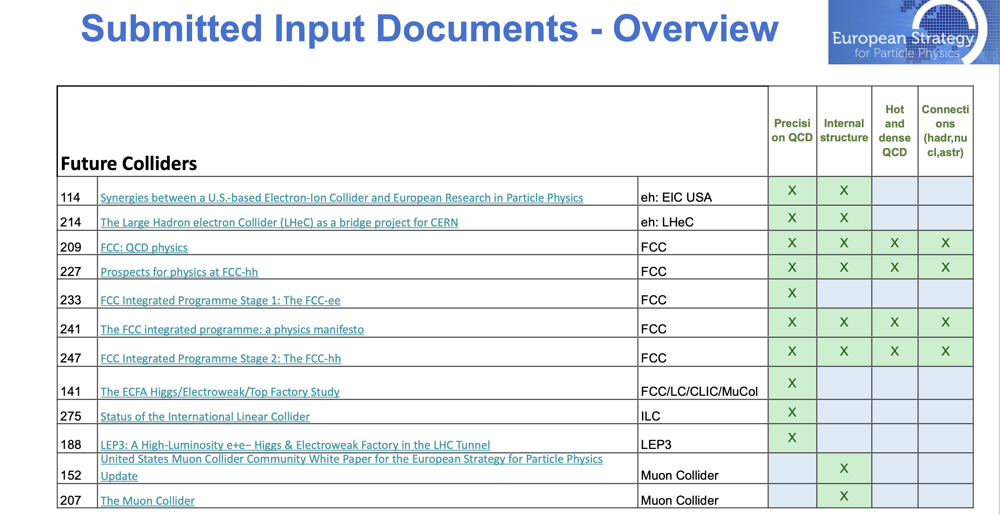 Submitted Input Documents - Overview
European Strategy
for Particle Physics
Future Colliders
Precisi
on QCD
Internal
structure
Hot
and
dense
QCD
Connecti
ons
(hadr,nu
cl,astr)
114 Synergies between a U.S.-based Electron-Ion Collider and European Research in Particle Physics eh: EIC USA X X
214 The Large Hadron electron Collider (LHeC) as a bridge project for CERN eh: LHeC X X
209 FCC: QCD physics FCC X X X X
227 Prospects for physics at FCC-hh FCC X X X X
233 FCC Integrated Programme Stage 1: The FCC-ee FCC X
241 The FCC integrated programme: a physics manifesto FCC X X X X
247 FCC Integrated Programme Stage 2: The FCC-hh FCC X X X X
141 The ECFA Higgs/Electroweak/Top Factory Study FCC/LC/CLIC/MuCol X
275 Status of the International Linear Collider ILC X
188 LEP3: A High-Luminosity e+e− Higgs & Electroweak Factory in the LHC Tunnel LEP3 X
United States Muon Collider Community White Paper for the European Strategy for Particle Physics
152 Update Muon Collider X
207 The Muon Collider Muon Collider X